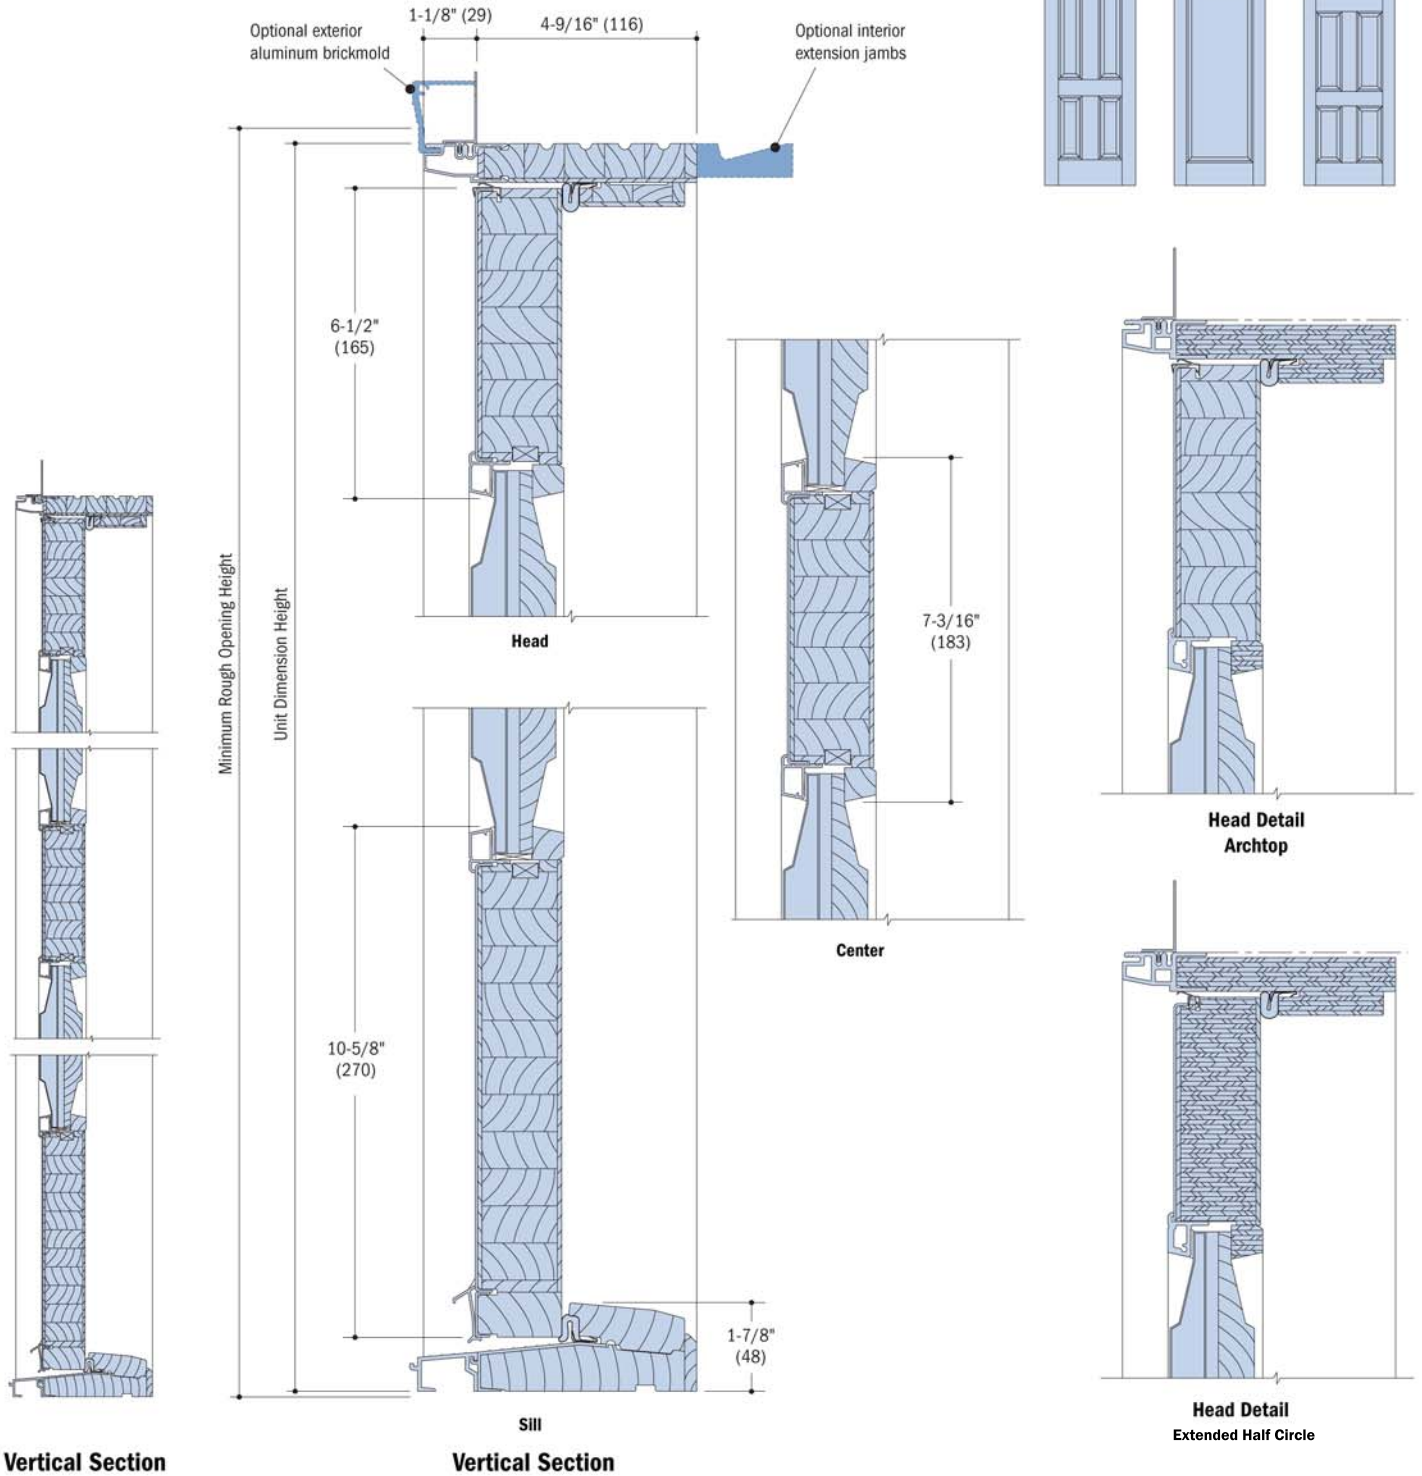 1-1/8" (29)
4-9/16" (116)
Optional exterior
aluminum brickmold
Optional interior
extension jambs
6-1/2"
(165)
Minimum Rough Opening Height
Unit Dimension Height
Head
7-3/16"
(183)
Center
10-5/8"
(270)
1-7/8"
(48)
Sill
Vertical Section
Vertical Section
Head Detail
Archtop
Head Detail
Extended Half Circle